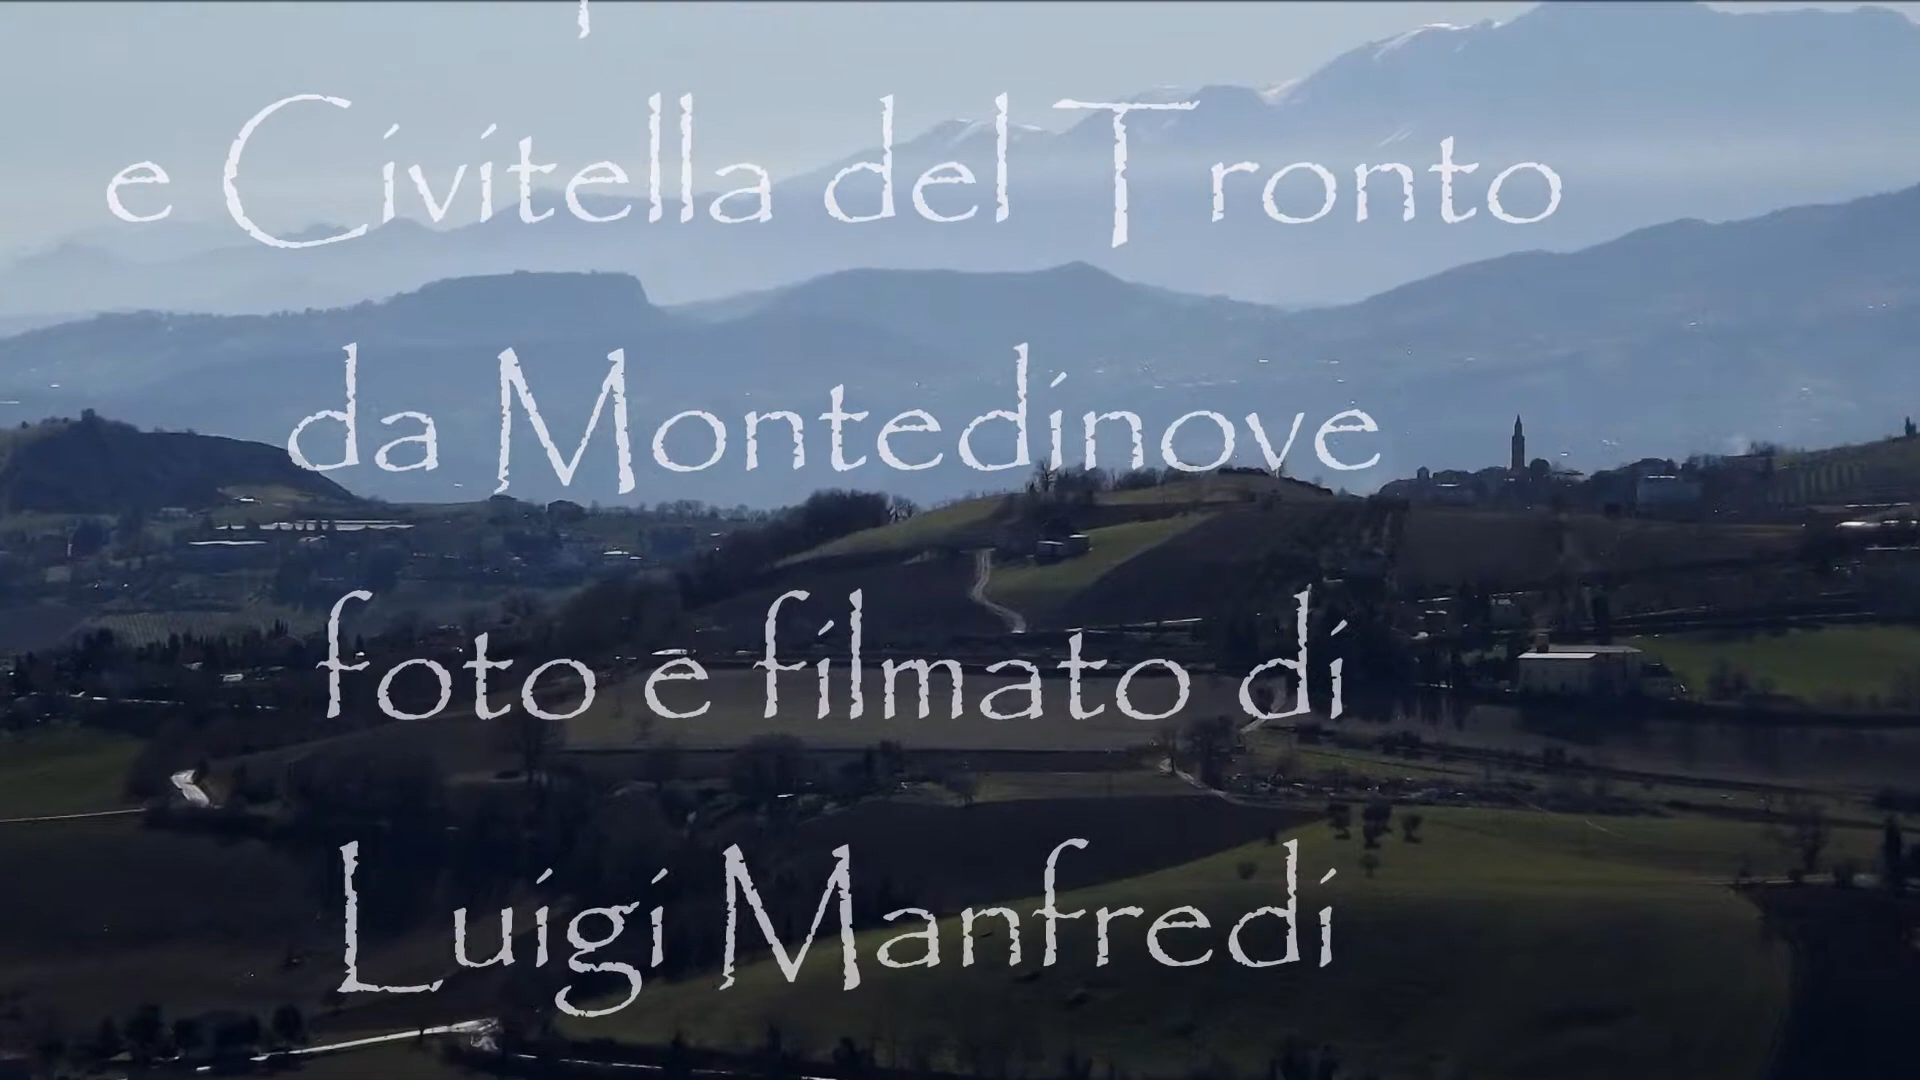 e Civitella del Tronto
da Montedinove
foto e filmato di
Luigi Manfredi